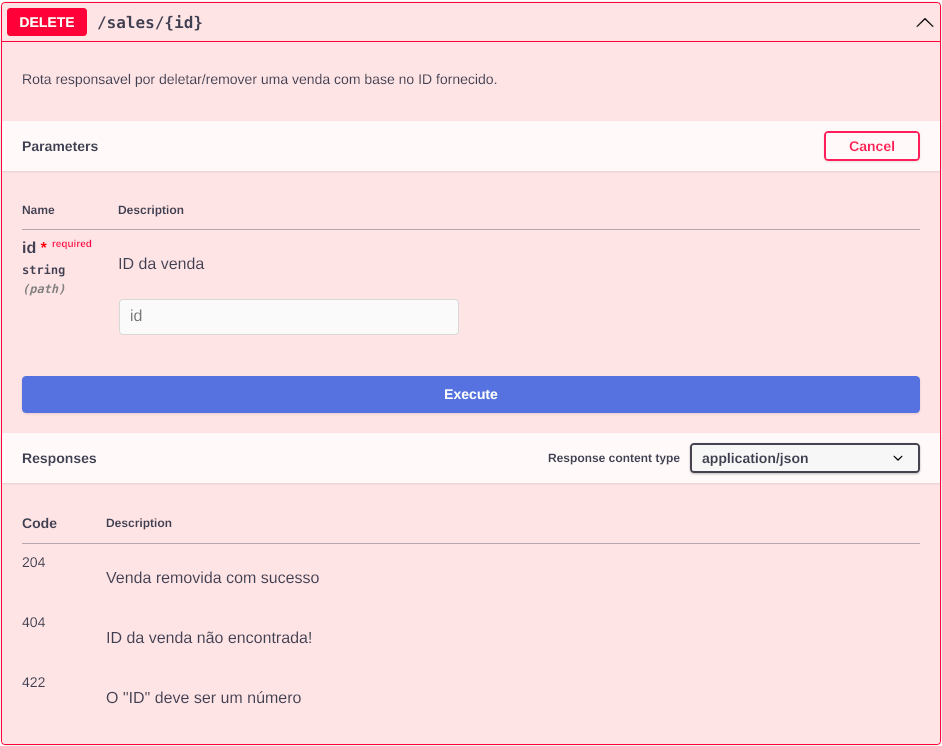 DELETE /sales/{id}
Rota responsavel por deletar/remover uma venda com base no ID fornecido.
Parameters Cancel
Name Description
id * required
string
(path)
ID da venda
id
Execute
Responses Response content type application/json
Code Description
204
Venda removida com sucesso
404
ID da venda não encontrada!
422
O "ID" deve ser um número